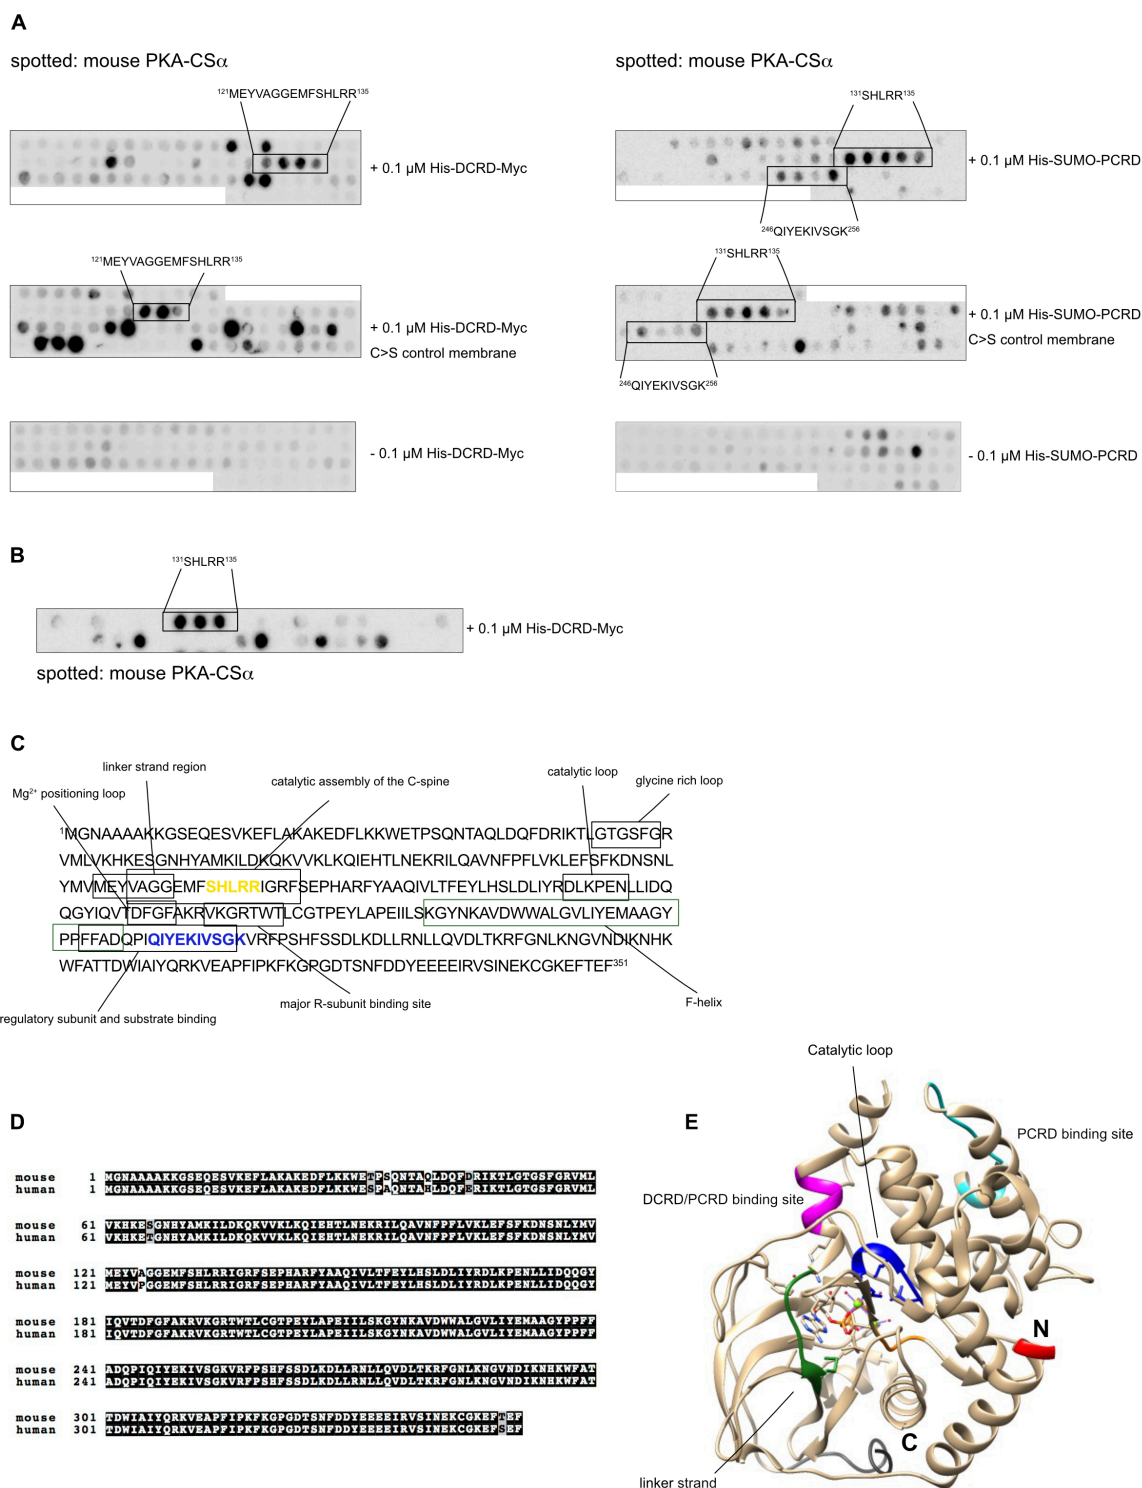 A
spotted: mouse PKA-CSα
¹²¹MEYVAGGEMFSHLRR¹³⁵
+ 0.1 µM His-DCRD-Myc
¹²¹MEYVAGGEMFSHLRR¹³⁵
+ 0.1 µM His-DCRD-Myc
C>S control membrane
- 0.1 µM His-DCRD-Myc
spotted: mouse PKA-CSα
¹³¹SHLRR¹³⁵
+ 0.1 µM His-SUMO-PCRD
²⁴⁶QIYEKIVSGK²⁵⁶
¹³¹SHLRR¹³⁵
+ 0.1 µM His-SUMO-PCRD
C>S control membrane
²⁴⁶QIYEKIVSGK²⁵⁶
- 0.1 µM His-SUMO-PCRD
B
¹³¹SHLRR¹³⁵
+ 0.1 µM His-DCRD-Myc
spotted: mouse PKA-CSα
C
linker strand region
Mg²⁺ positioning loop
catalytic assembly of the C-spine
catalytic loop
glycine rich loop
¹MGNAAAAKKGSEQESVKEFLAKAKEDFLKKWETPSQNTAQLDQFDRIKTLGTGSFGR
VMLVKHKESGNHYAMKILDKQKVVKLKQIEHTLNEKRILQAVNFPFLVKLEFSFKDNSNL
YMVMEYVAGGEMFSHLRRIGRFSEPHARFYAAQIVLTFEYLHSLDLIYRDLKPENLLIDQ
QGYIQVTDFGFAKRVKGRTWTLCGTPEYLAPEIILSKGYNKAVDWWALGVLIYEMAAGY
PPFFADQPIQIYEKIVSGKVRFPSHFSSDLKDLLRNLLQVDLTKRFGNLKNGVNDIKNHK
WFATTDWIAIYQRKVEAPFIPKFKGPGDTSNFDDYEEEEIRVSINEKCGKEFTEF³⁵¹
F-helix
major R-subunit binding site
regulatory subunit and substrate binding
D
mouse 1 MGNAAAAKKGSEQESVKEFLAKAKEDFLKKWETPSQNTAQLDQFDRIKTLGTGSFGRVML
human 1 MGNAAAAKKGSEQESVKEFLAKAKEDFLKKWESPAQNTAHLDQFERIKTLGTGSFGRVML
mouse 61 VKHKESGNHYAMKILDKQKVVKLKQIEHTLNEKRILQAVNFPFLVKLEFSFKDNSNLYMV
human 61 VKHKETGNHYAMKILDKQKVVKLKQIEHTLNEKRILQAVNFPFLVKLEFSFKDNSNLYMV
mouse 121 MEYVAGGEMFSHLRRIGRFSEPHARFYAAQIVLTFEYLHSLDLIYRDLKPENLLIDQQGY
human 121 MEYVPGGEMFSHLRRIGRFSEPHARFYAAQIVLTFEYLHSLDLIYRDLKPENLLIDQQGY
mouse 181 IQVTDFGFAKRVKGRTWTLCGTPEYLAPEIILSKGYNKAVDWWALGVLIYEMAAGYPPFF
human 181 IQVTDFGFAKRVKGRTWTLCGTPEYLAPEIILSKGYNKAVDWWALGVLIYEMAAGYPPFF
mouse 241 ADQPIQIYEKIVSGKVRFPSHFSSDLKDLLRNLLQVDLTKRFGNLKNGVNDIKNHKWFAT
human 241 ADQPIQIYEKIVSGKVRFPSHFSSDLKDLLRNLLQVDLTKRFGNLKNGVNDIKNHKWFAT
mouse 301 TDWIAIYQRKVEAPFIPKFKGPGDTSNFDDYEEEEIRVSINEKCGKEFTEF
human 301 TDWIAIYQRKVEAPFIPKFKGPGDTSNFDDYEEEEIRVSINEKCGKEFSEF
E
Catalytic loop
PCRD binding site
DCRD/PCRD binding site
N
C
linker strand